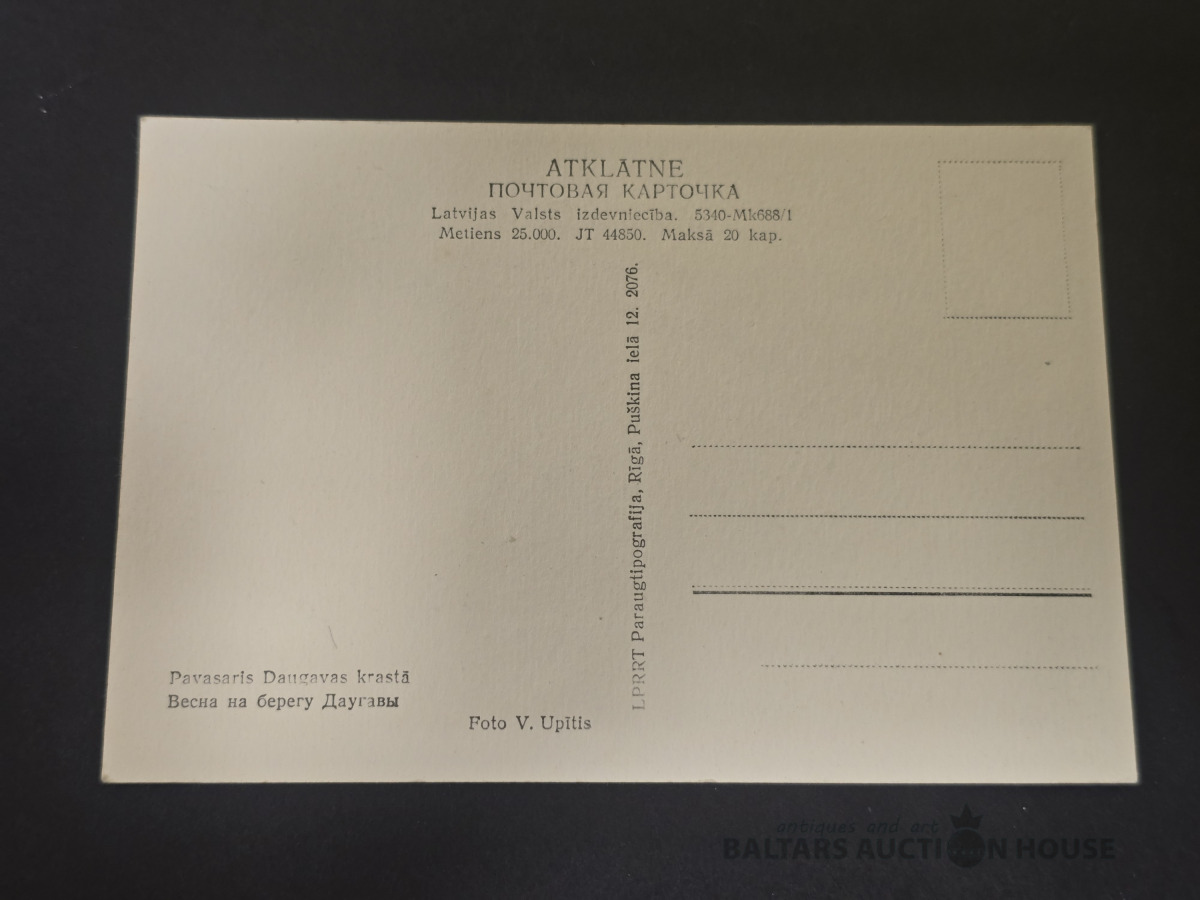 ATKLĀTNE
ПОЧТОВАЯ КАРТОЧКА
Latvijas Valsts izdevniecība. 5340-Mk688/1
Metiens 25.000. JT 44850. Maksā 20 kap.
LPRRT Paraugtipografija, Rīgā, Puškina ielā 12. 2076.
Pavasaris Daugavas krastā
Весна на берегу Даугавы
Foto V. Upītis
antiques and art
BALTARS AUCTION HOUSE